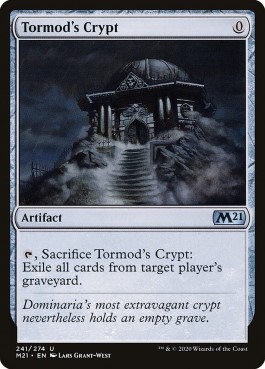 Tormod's Crypt 0
Artifact M21
, Sacrifice Tormod's Crypt:
Exile all cards from target player's
graveyard.
Dominaria's most extravagant crypt
nevertheless holds an empty grave.
241/274 U
M21 • EN Lars Grant-West
™ & © 2020 Wizards of the Coast